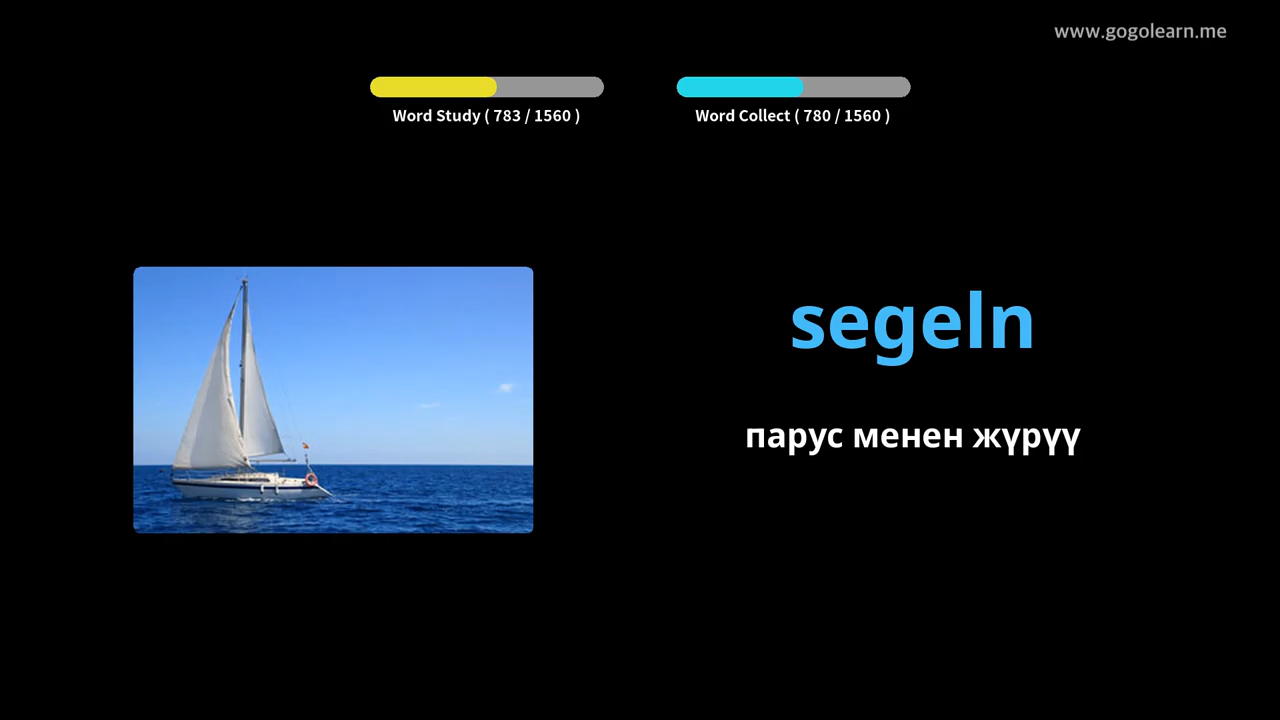 www.gogolearn.me
Word Study ( 783 / 1560 )
Word Collect ( 780 / 1560 )
segeln
парус менен жүрүү